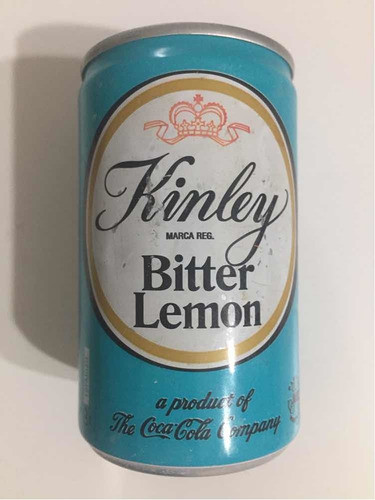 Kinley
MARCA REG.
Bitter
Lemon
a product of
The Coca-Cola Company